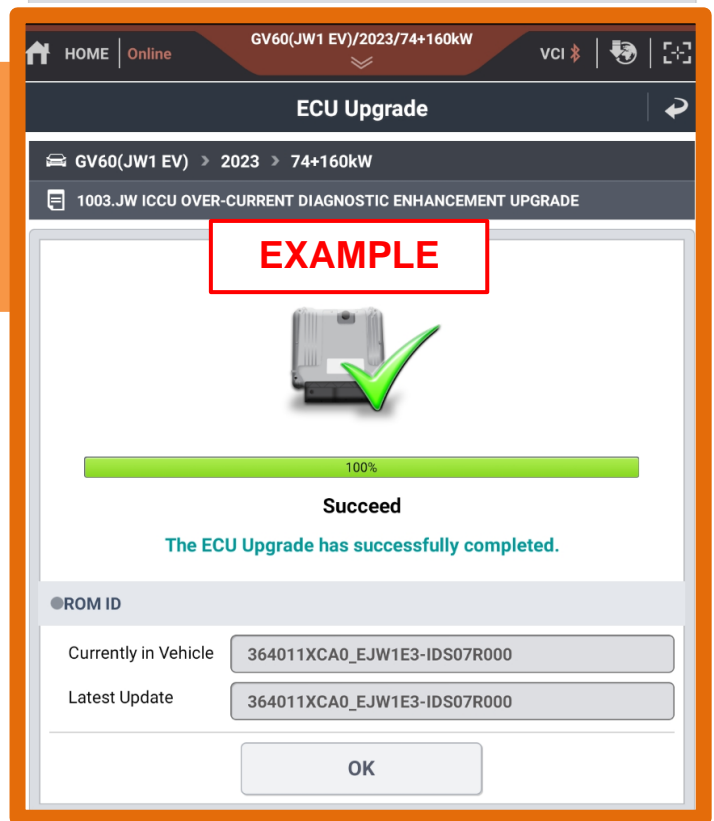 GV60(JW1 EV)/2023/74+160kW
HOME Online VCI
ECU Upgrade
GV60(JW1 EV) > 2023 > 74+160kW
1003.JW ICCU OVER-CURRENT DIAGNOSTIC ENHANCEMENT UPGRADE
EXAMPLE
100%
Succeed
The ECU Upgrade has successfully completed.
ROM ID
Currently in Vehicle 364011XCA0_EJW1E3-IDS07R000
Latest Update 364011XCA0_EJW1E3-IDS07R000
OK